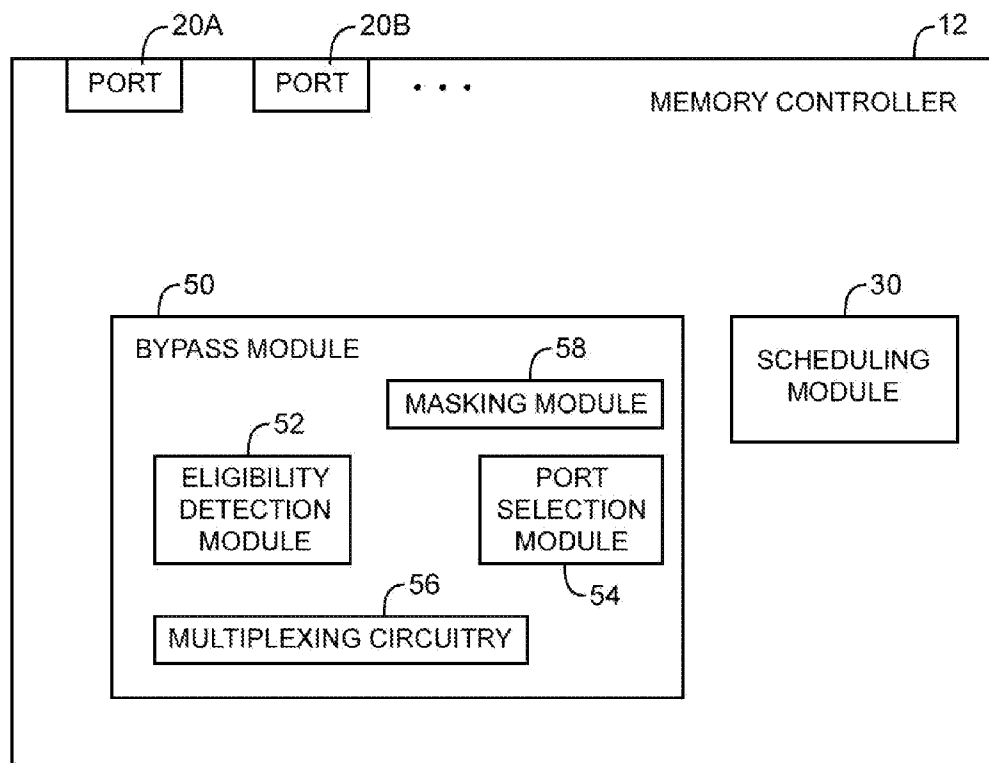 20A
20B
12
PORT
PORT
...
MEMORY CONTROLLER
50
30
BYPASS MODULE
SCHEDULING
MODULE
58
MASKING MODULE
52
ELIGIBILITY
DETECTION
MODULE
PORT
SELECTION
MODULE
54
56
MULTIPLEXING CIRCUITRY